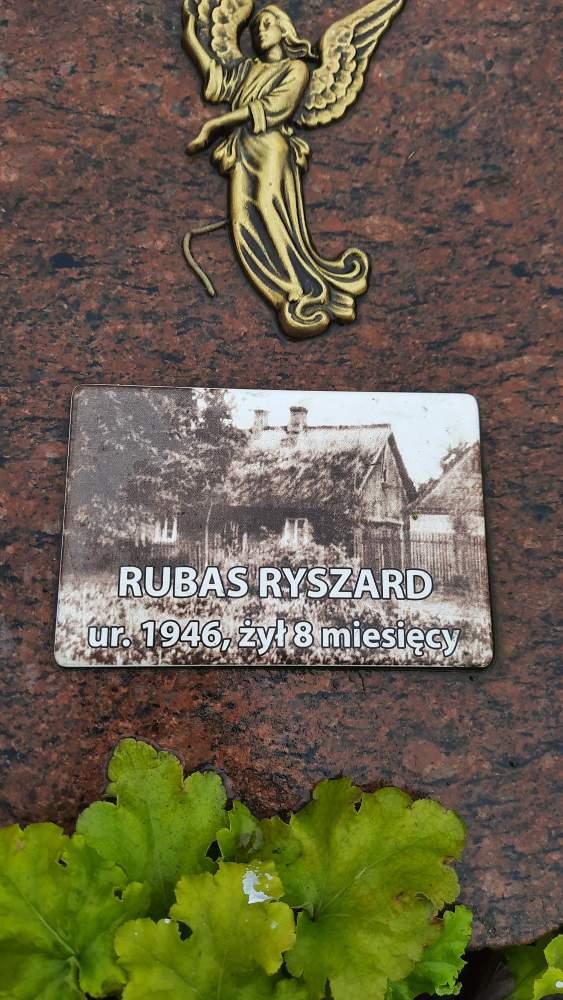 RUBAS RYSZARD
ur. 1946, żył 8 miesięcy